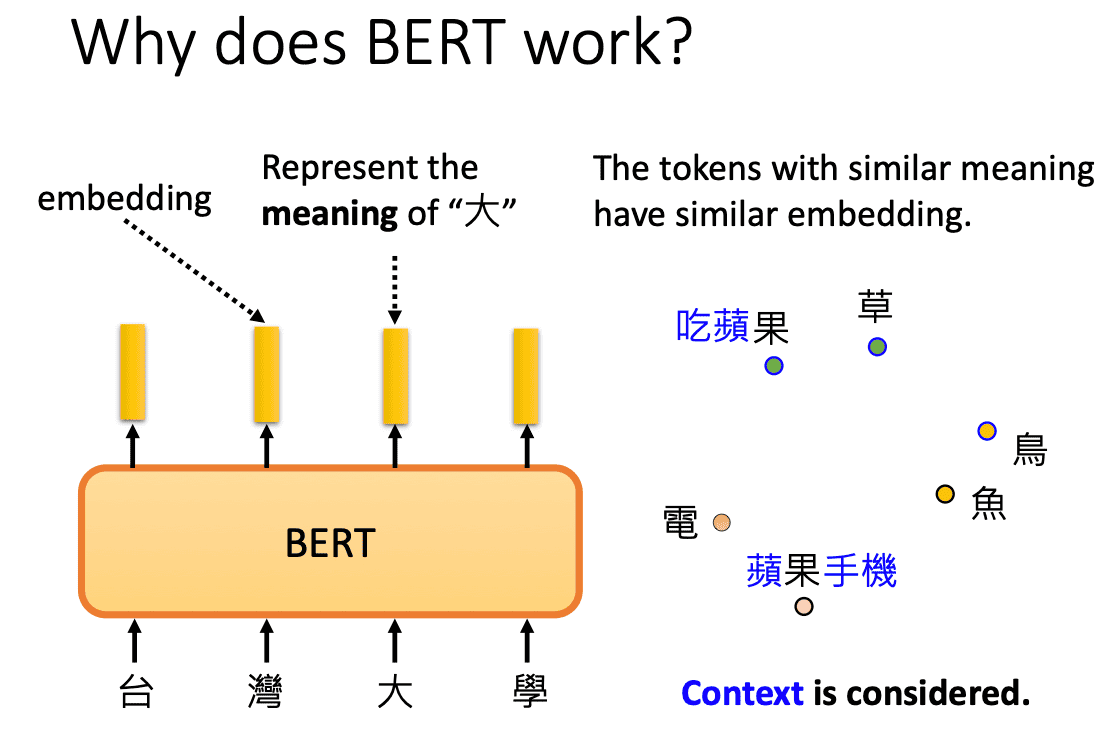 Why does BERT work?
embedding
Represent the
meaning of “大”
The tokens with similar meaning
have similar embedding.
BERT
台 灣 大 學
吃蘋果
草
鳥
魚
電
蘋果手機
Context is considered.